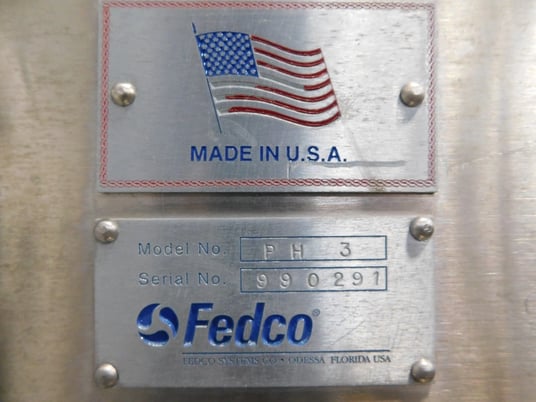 MADE IN U.S.A.
Model No. PH 3
Serial No. 990291
Fedco®
FEDCO SYSTEMS CO • ODESSA FLORIDA USA